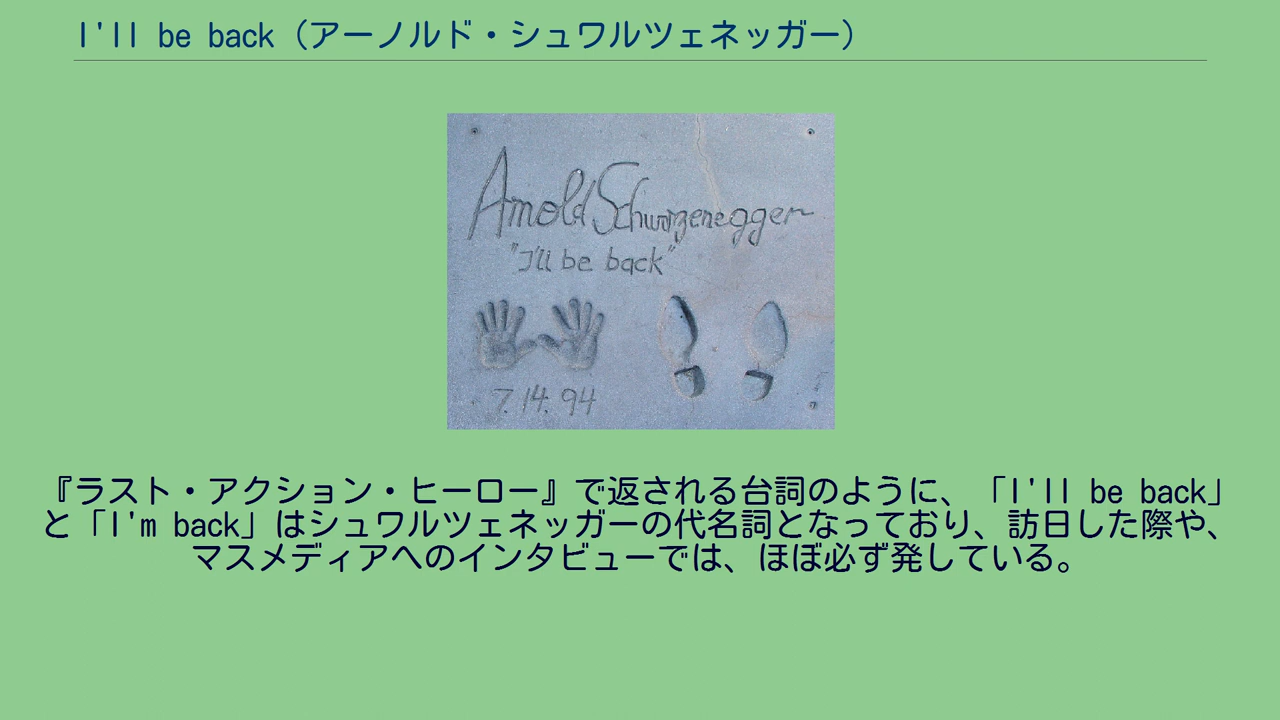 I'll be back（アーノルド・シュワルツェネッガー）
Arnold Schwarzenegger
"I'll be back"
7.14.94
『ラスト・アクション・ヒーロー』で返される台詞のように、「I'll be back」
と「I'm back」はシュワルツェネッガーの代名詞となっており、訪日した際や、
マスメディアへのインタビューでは、ほぼ必ず発している。